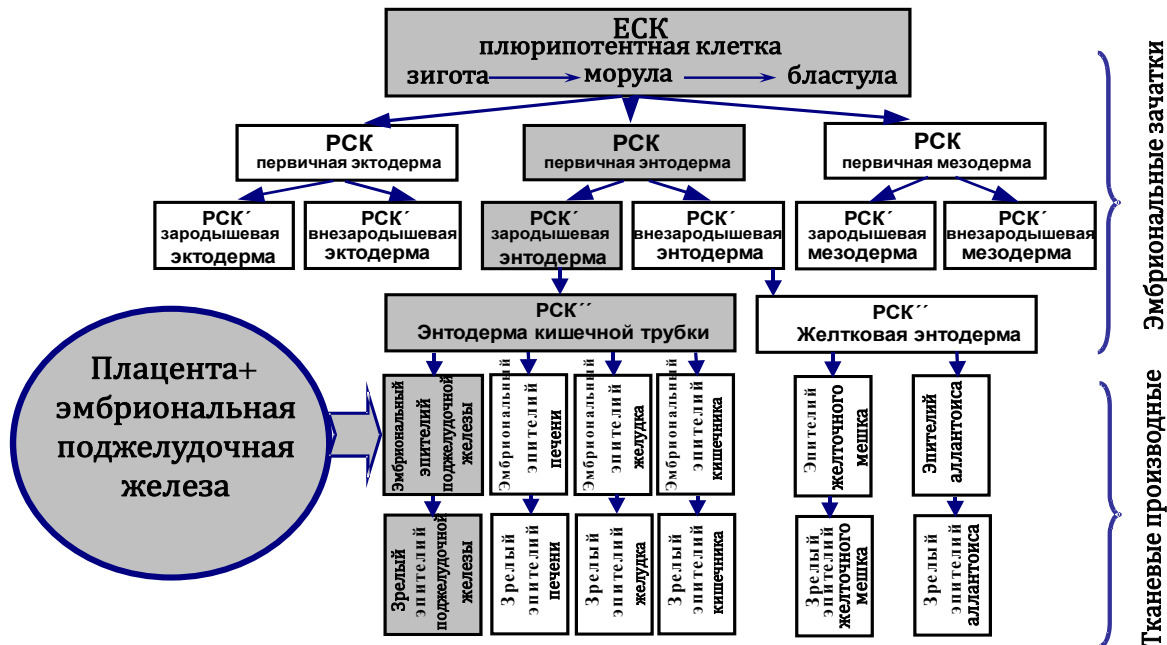 ЕСК
плюрипотентная клетка
зигота морула бластула
РСК
первичная эктодерма
РСК
первичная энтодерма
РСК
первичная мезодерма
РСК´
зародышевая
эктодерма
РСК´
внезародышевая
эктодерма
РСК´
зародышевая
энтодерма
РСК´
внезародышевая
энтодерма
РСК´
зародышевая
мезодерма
РСК´
внезародышевая
мезодерма
РСК´´
Энтодерма кишечной трубки
РСК´´
Желтковая энтодерма
Эмбриональные зачатки
Плацента+
эмбриональная
поджелудочная
железа
Эмбриональный
эпителий
поджелудочной
железы
Эмбриональный
эпителий
печени
Эмбриональный
эпителий
желудка
Эмбриональный
эпителий
кишечника
Эпителий
желточного
мешка
Эпителий
аллантоиса
Зрелый
эпителий
поджелудочной
железы
Зрелый
эпителий
печени
Зрелый
эпителий
желудка
Зрелый
эпителий
кишечника
Зрелый
эпителий
желточного
мешка
Зрелый
эпителий
аллантоиса
Тканевые производные